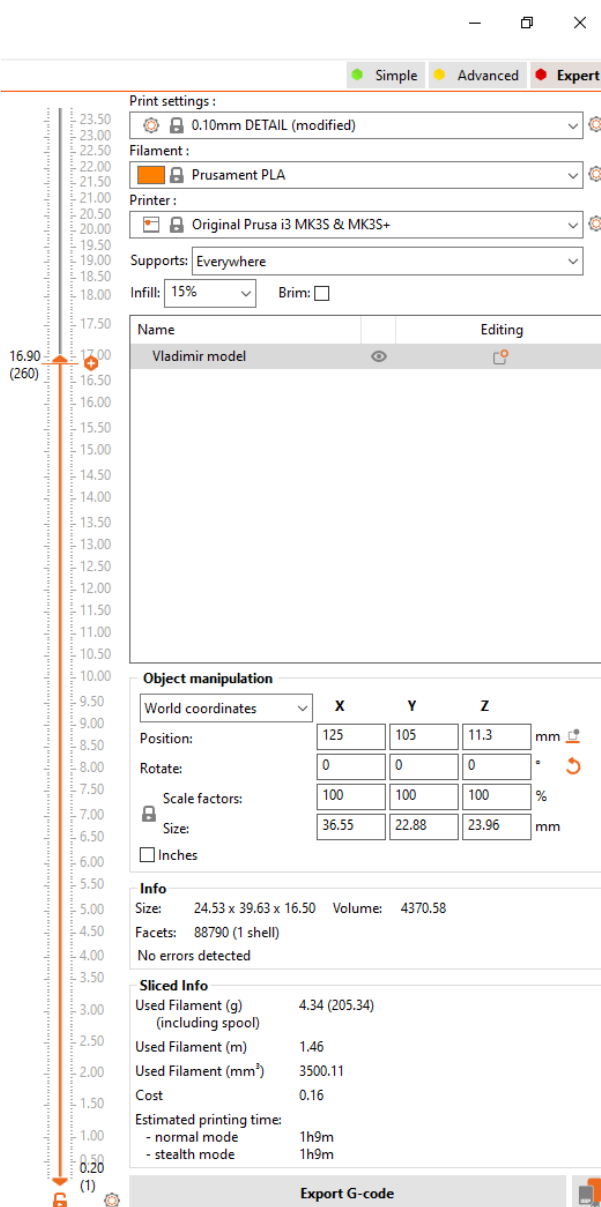 Simple Advanced Expert
Print settings :
0.10mm DETAIL (modified)
Filament :
Prusament PLA
Printer :
Original Prusa i3 MK3S & MK3S+
Supports: Everywhere
Infill: 15% Brim:
Name Editing
Vladimir model
Object manipulation
World coordinates X Y Z
Position: 125 105 11.3 mm
Rotate: 0 0 0 °
Scale factors: 100 100 100 %
Size: 36.55 22.88 23.96 mm
Inches
Info
Size: 24.53 x 39.63 x 16.50 Volume: 4370.58
Facets: 88790 (1 shell)
No errors detected
Sliced Info
Used Filament (g) 4.34 (205.34)
(including spool)
Used Filament (m) 1.46
Used Filament (mm³) 3500.11
Cost 0.16
Estimated printing time:
- normal mode 1h9m
- stealth mode 1h9m
Export G-code
23.50
23.00
22.50
22.00
21.50
21.00
20.50
20.00
19.50
19.00
18.50
18.00
17.50
16.90 17.00
(260)
16.50
16.00
15.50
15.00
14.50
14.00
13.50
13.00
12.50
12.00
11.50
11.00
10.50
10.00
9.50
9.00
8.50
8.00
7.50
7.00
6.50
6.00
5.50
5.00
4.50
4.00
3.50
3.00
2.50
2.00
1.50
1.00
0.50
0.20
(1)